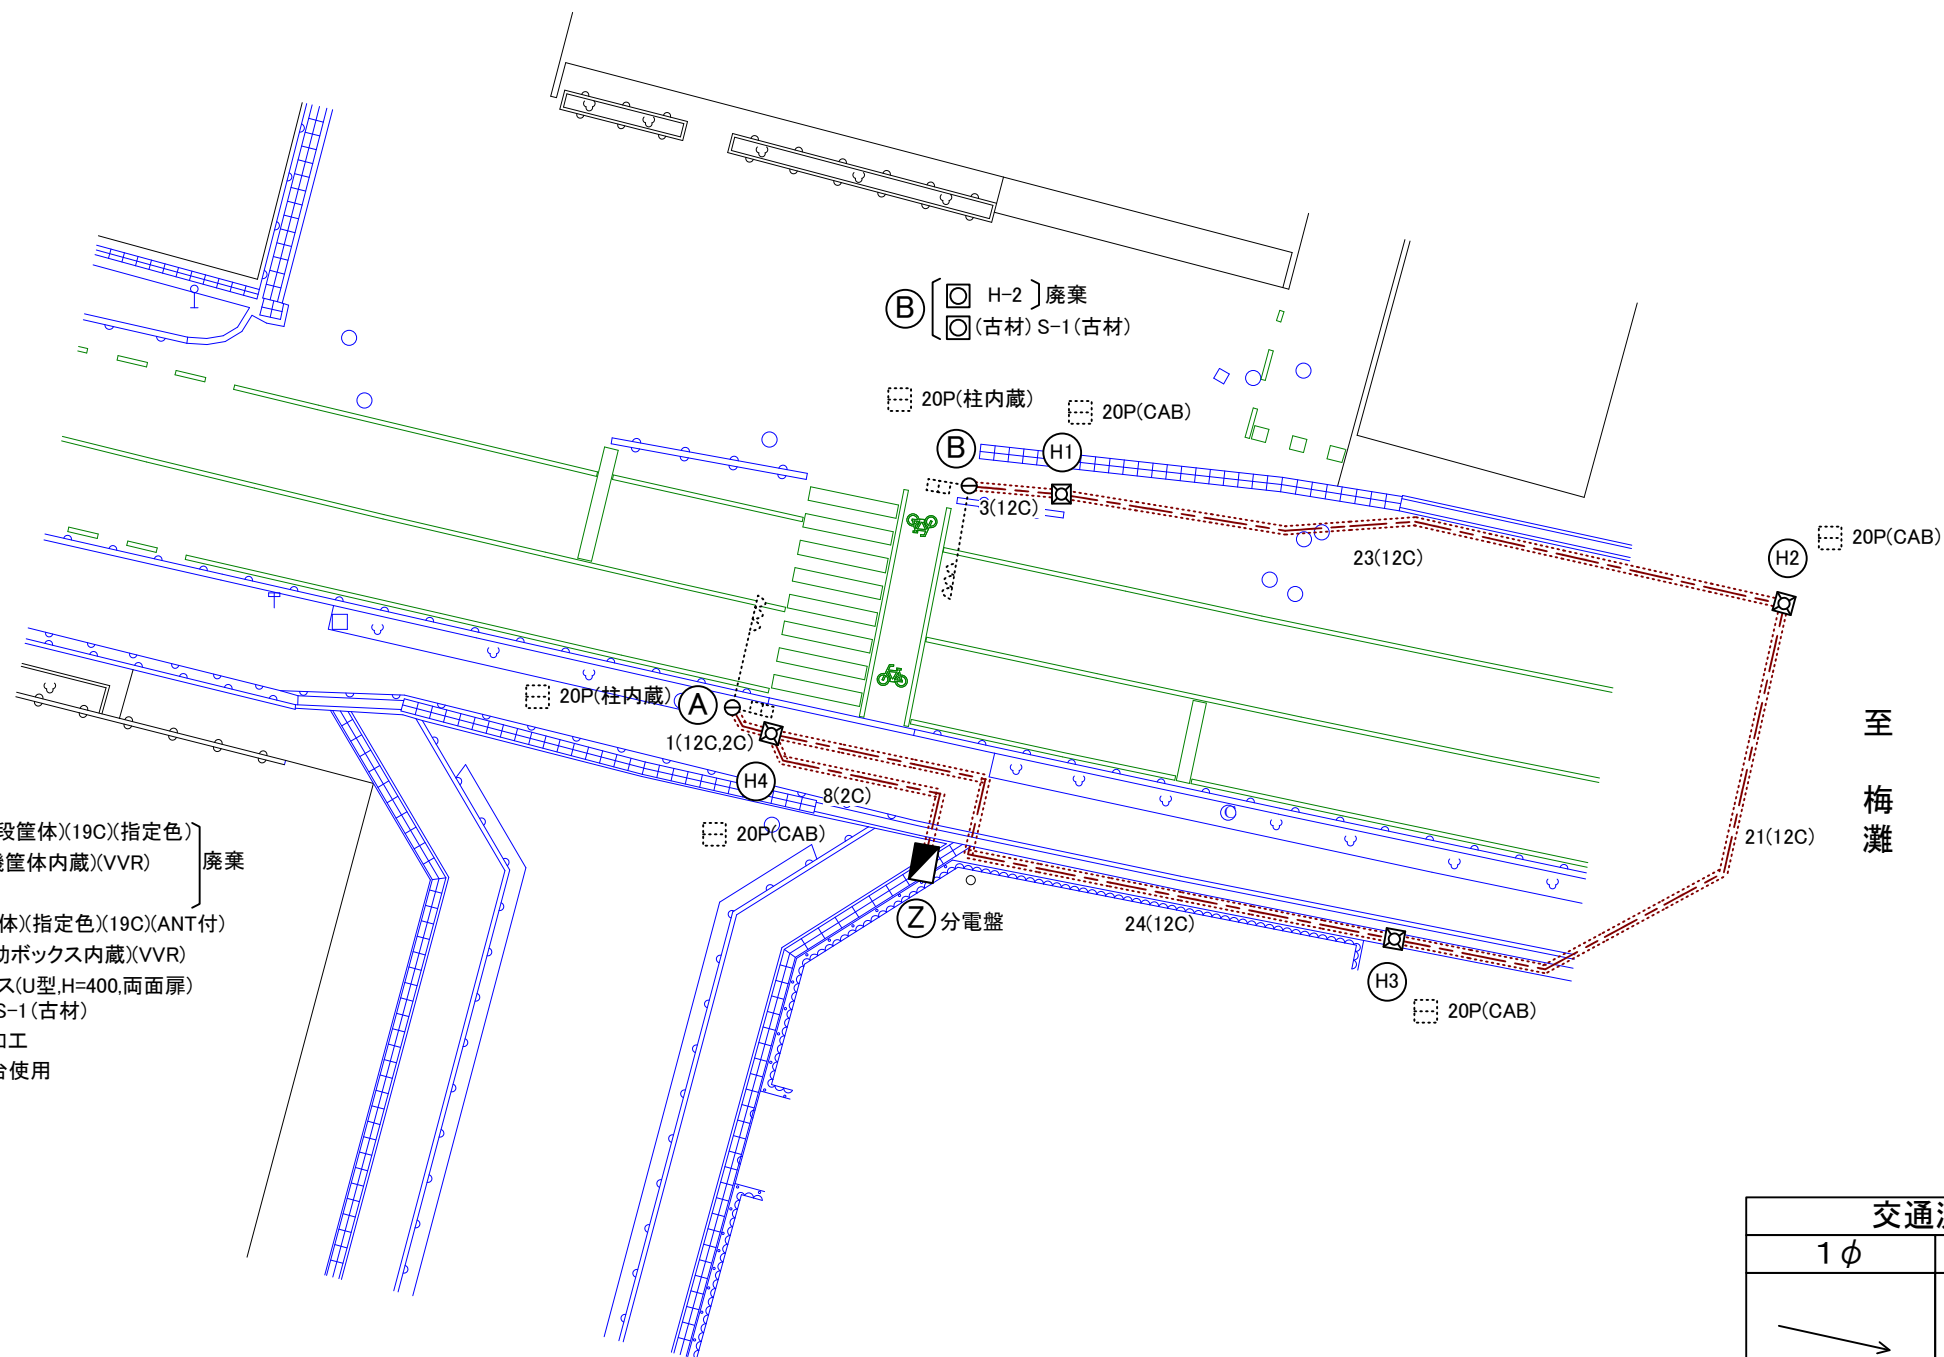 B
H-2 廃棄
(古材) S-1(古材)
20P(柱内蔵)
20P(CAB)
B
H1
3(12C)
23(12C)
H2
20P(CAB)
20P(柱内蔵)
A
1(12C,2C)
H4
8(2C)
20P(CAB)
至
梅
灘
21(12C)
段筐体)(19C)(指定色)
筐体内蔵)(VVR)
廃棄
体)(指定色)(19C)(ANT付)
ボックス内蔵)(VVR)
ス(U型,H=400,両面扉)
S-1(古材)
加工
使用
Z 分電盤
24(12C)
H3
20P(CAB)
交通
1φ